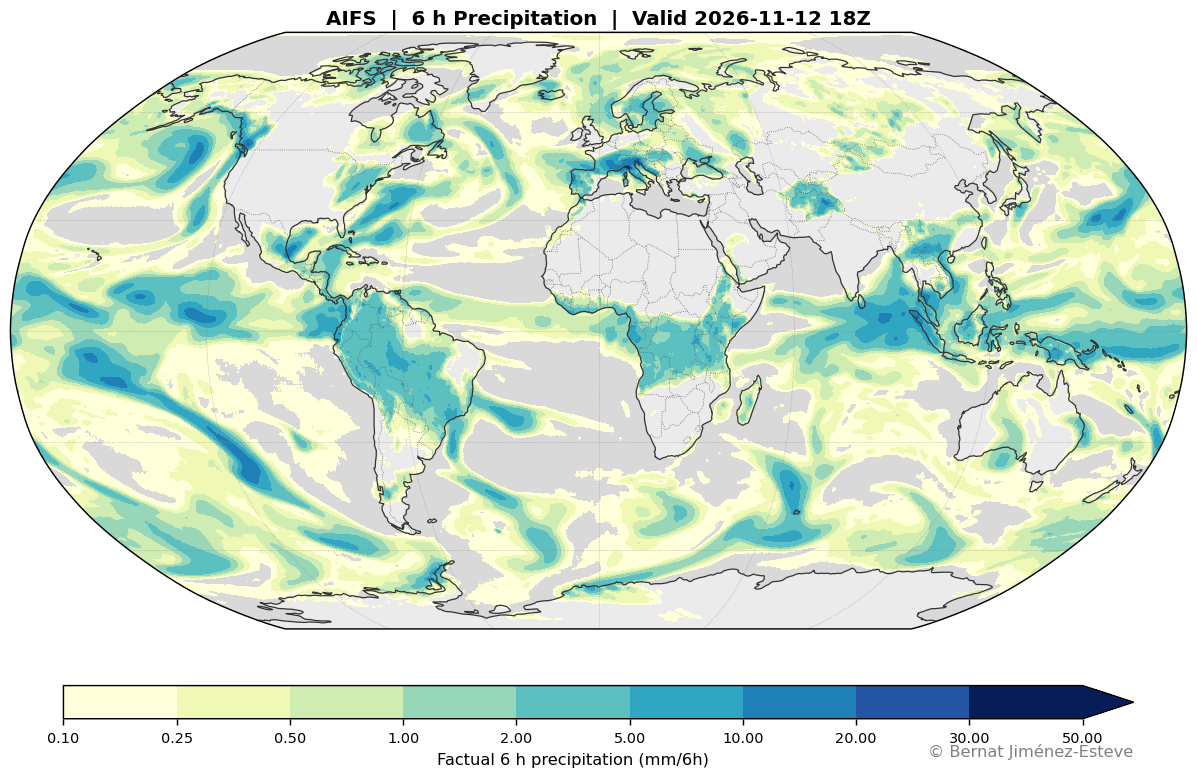 AIFS | 6 h Precipitation | Valid 2026-11-12 18Z
0.10 0.25 0.50 1.00 2.00 5.00 10.00 20.00 30.00 50.00
Factual 6 h precipitation (mm/6h)
© Bernat Jiménez-Esteve